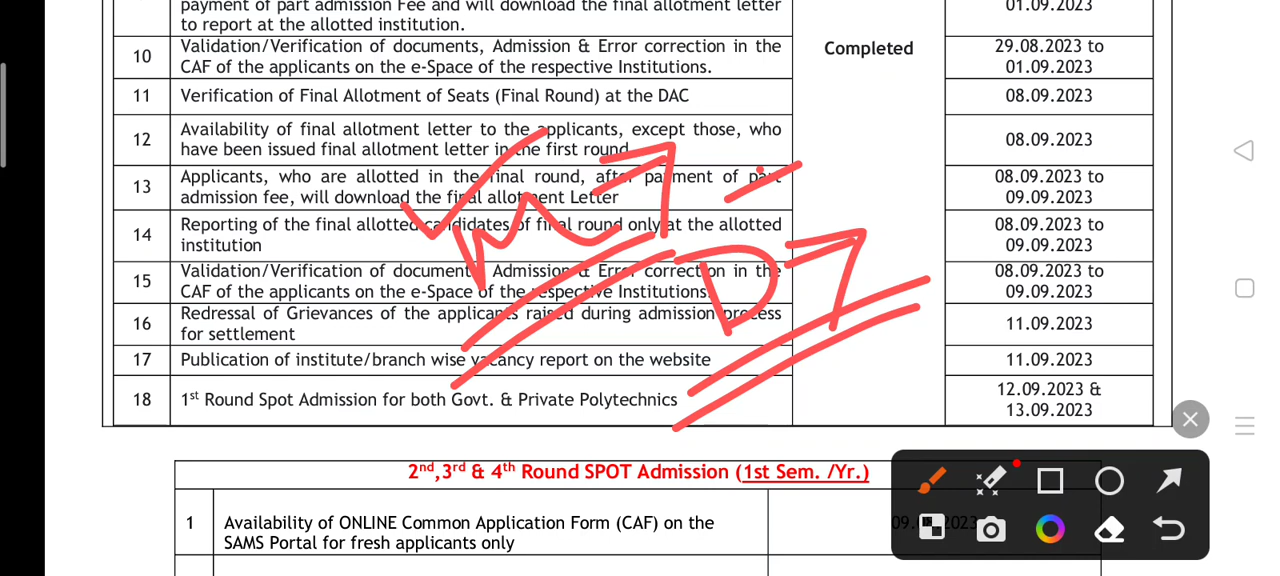 payment of part admission Fee and will download the final allotment letter
to report at the allotted institution.
01.09.2023
10
Validation/Verification of documents, Admission & Error correction in the
CAF of the applicants on the e-Space of the respective Institutions.
Completed
29.08.2023 to
01.09.2023
11
Verification of Final Allotment of Seats (Final Round) at the DAC
08.09.2023
12
Availability of final allotment letter to the applicants, except those, who
have been issued final allotment letter in the first round
08.09.2023
13
Applicants, who are allotted in the final round, after payment of part
admission fee, will download the final allotment Letter
08.09.2023 to
09.09.2023
14
Reporting of the final allotted candidates of final round only at the allotted
institution
08.09.2023 to
09.09.2023
15
Validation/Verification of documents, Admission & Error correction in the
CAF of the applicants on the e-Space of the respective Institutions.
08.09.2023 to
09.09.2023
16
Redressal of Grievances of the applicants raised during admission process
for settlement
11.09.2023
17
Publication of institute/branch wise vacancy report on the website
11.09.2023
18
1st Round Spot Admission for both Govt. & Private Polytechnics
12.09.2023 &
13.09.2023
2nd,3rd & 4th Round SPOT Admission (1st Sem. /Yr.)
1
Availability of ONLINE Common Application Form (CAF) on the
SAMS Portal for fresh applicants only